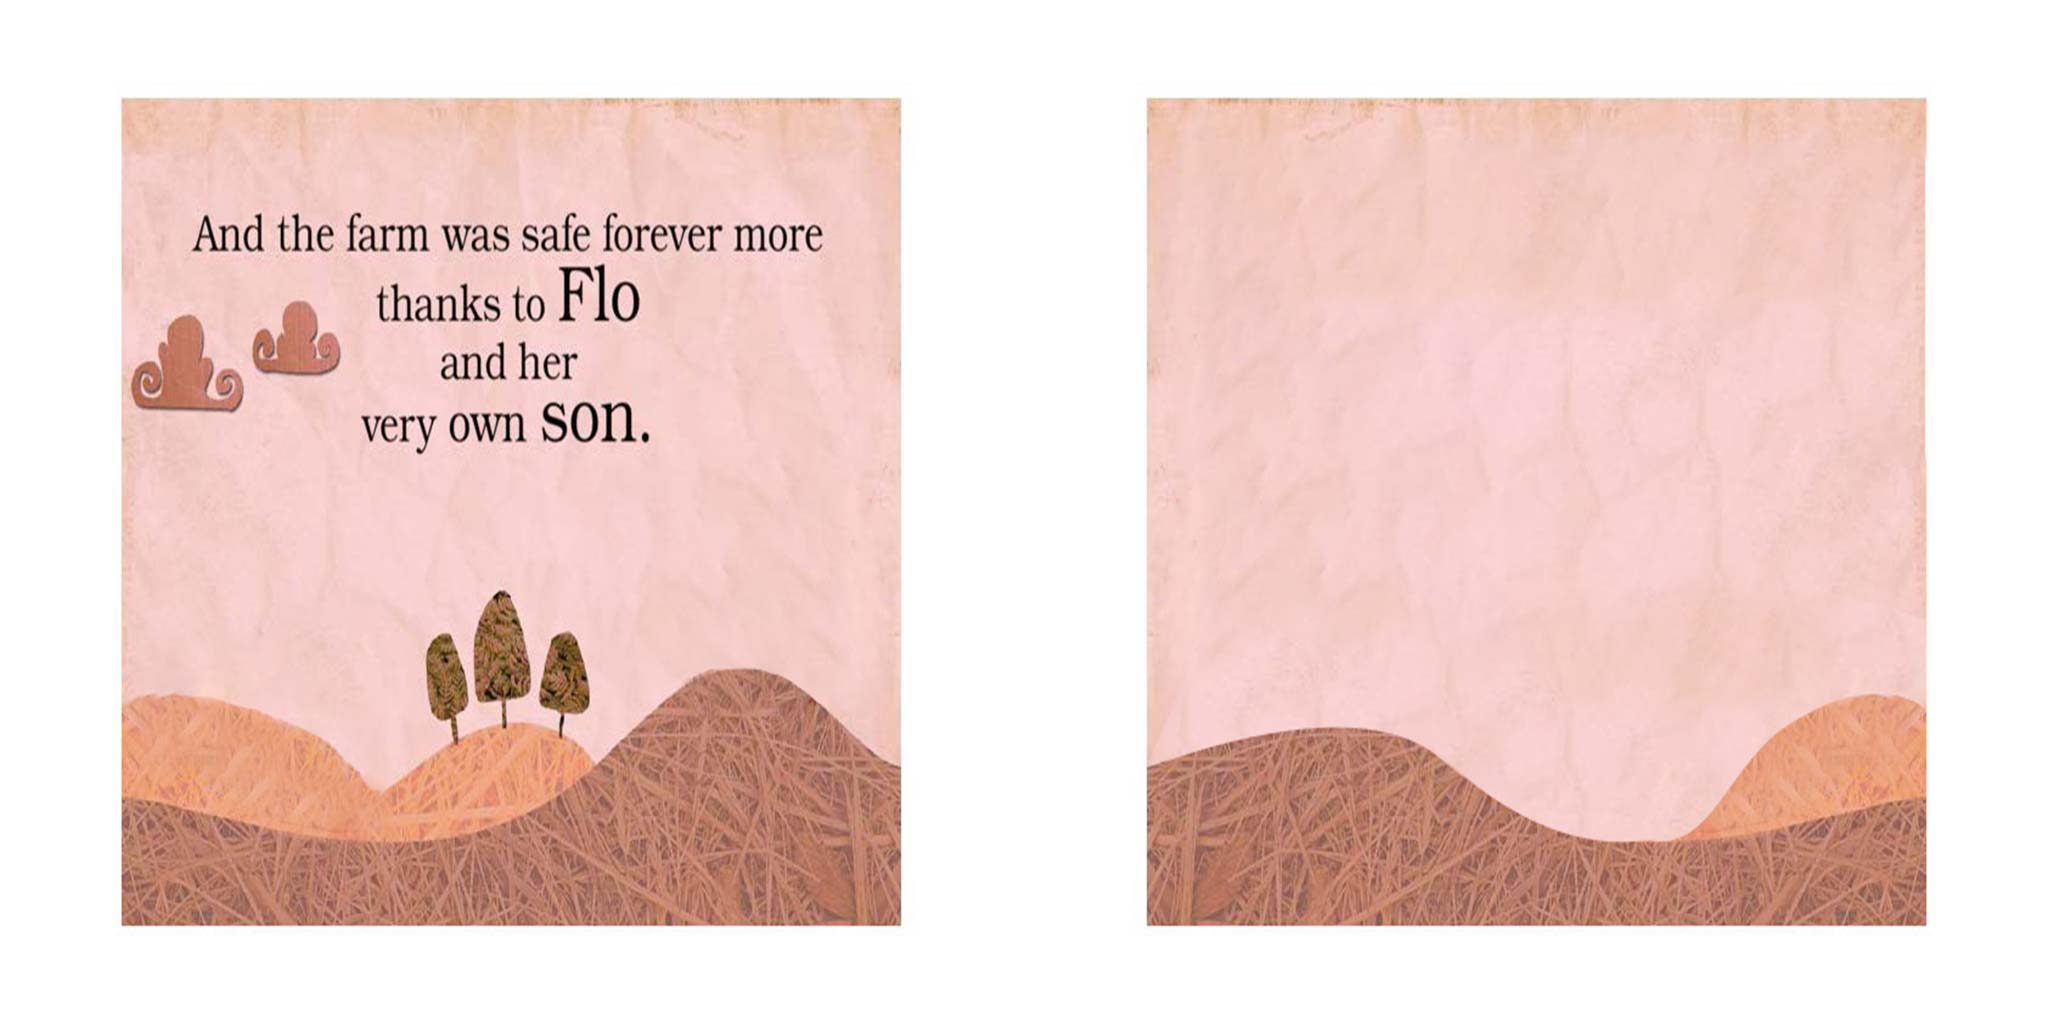 And the farm was safe forever more
thanks to Flo
and her
very own son.